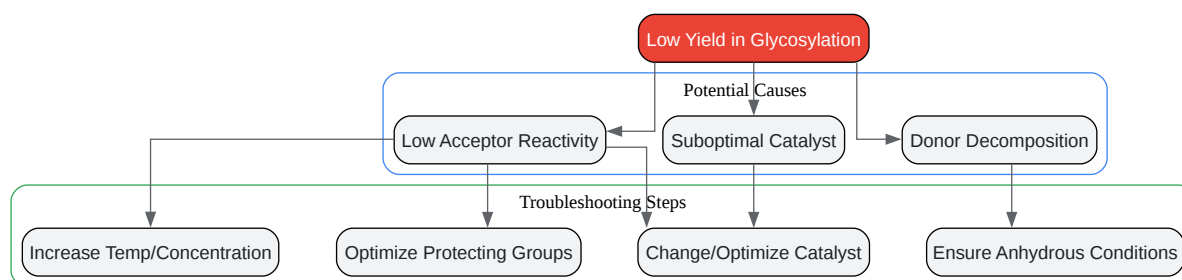 Low Yield in Glycosylation
Potential Causes
Low Acceptor Reactivity
Suboptimal Catalyst
Donor Decomposition
Troubleshooting Steps
Increase Temp/Concentration
Optimize Protecting Groups
Change/Optimize Catalyst
Ensure Anhydrous Conditions